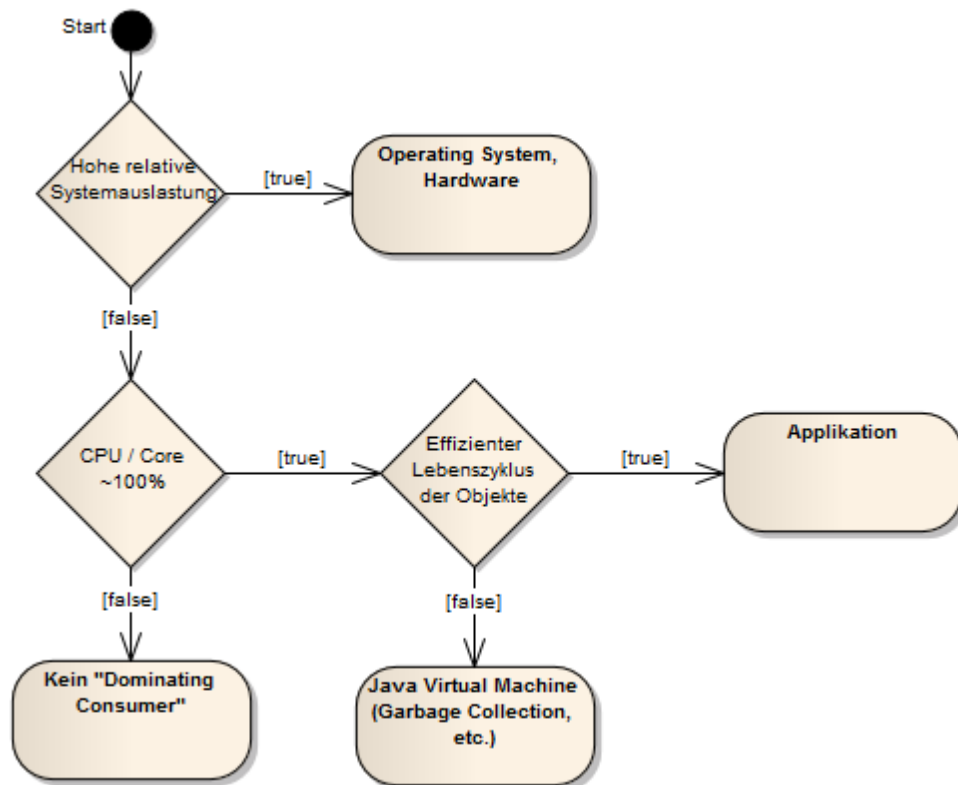 Start
Hohe relative
Systemauslastung
[true]
Operating System,
Hardware
[false]
CPU / Core
~100%
[true]
Effizienter
Lebenszyklus
der Objekte
[true]
Applikation
[false]
[false]
Kein "Dominating
Consumer"
Java Virtual Machine
(Garbage Collection,
etc.)